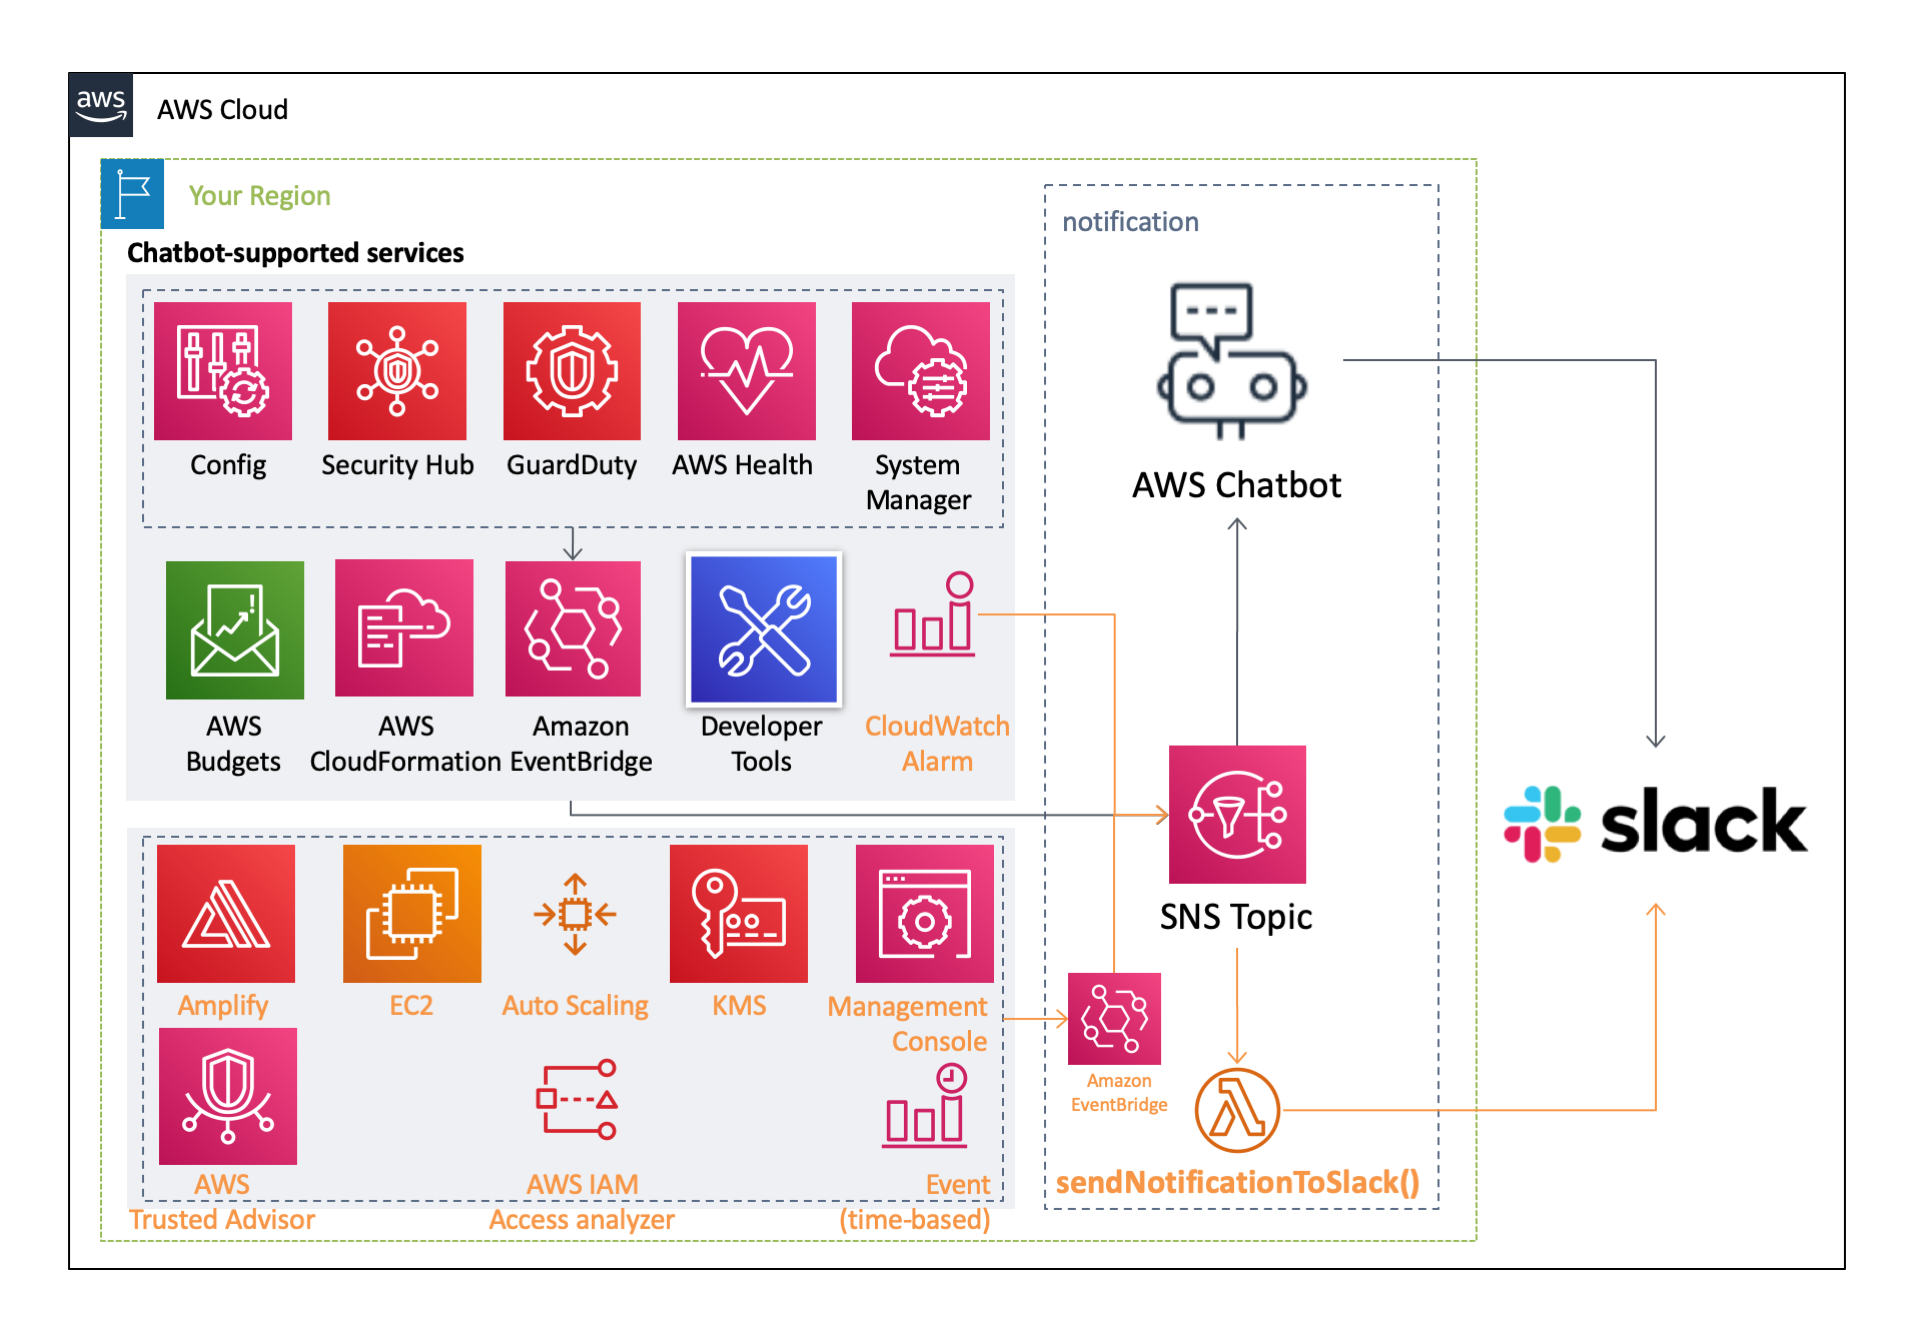 aws
AWS Cloud
Your Region
notification
Chatbot-supported services
Config
Security Hub
GuardDuty
AWS Health
System
Manager
AWS Chatbot
AWS
Budgets
AWS
CloudFormation
Amazon
EventBridge
Developer
Tools
CloudWatch
Alarm
SNS Topic
slack
Amplify
EC2
Auto Scaling
KMS
Management
Console
Amazon
EventBridge
AWS
Trusted Advisor
AWS IAM
Access analyzer
Event
(time-based)
sendNotificationToSlack()